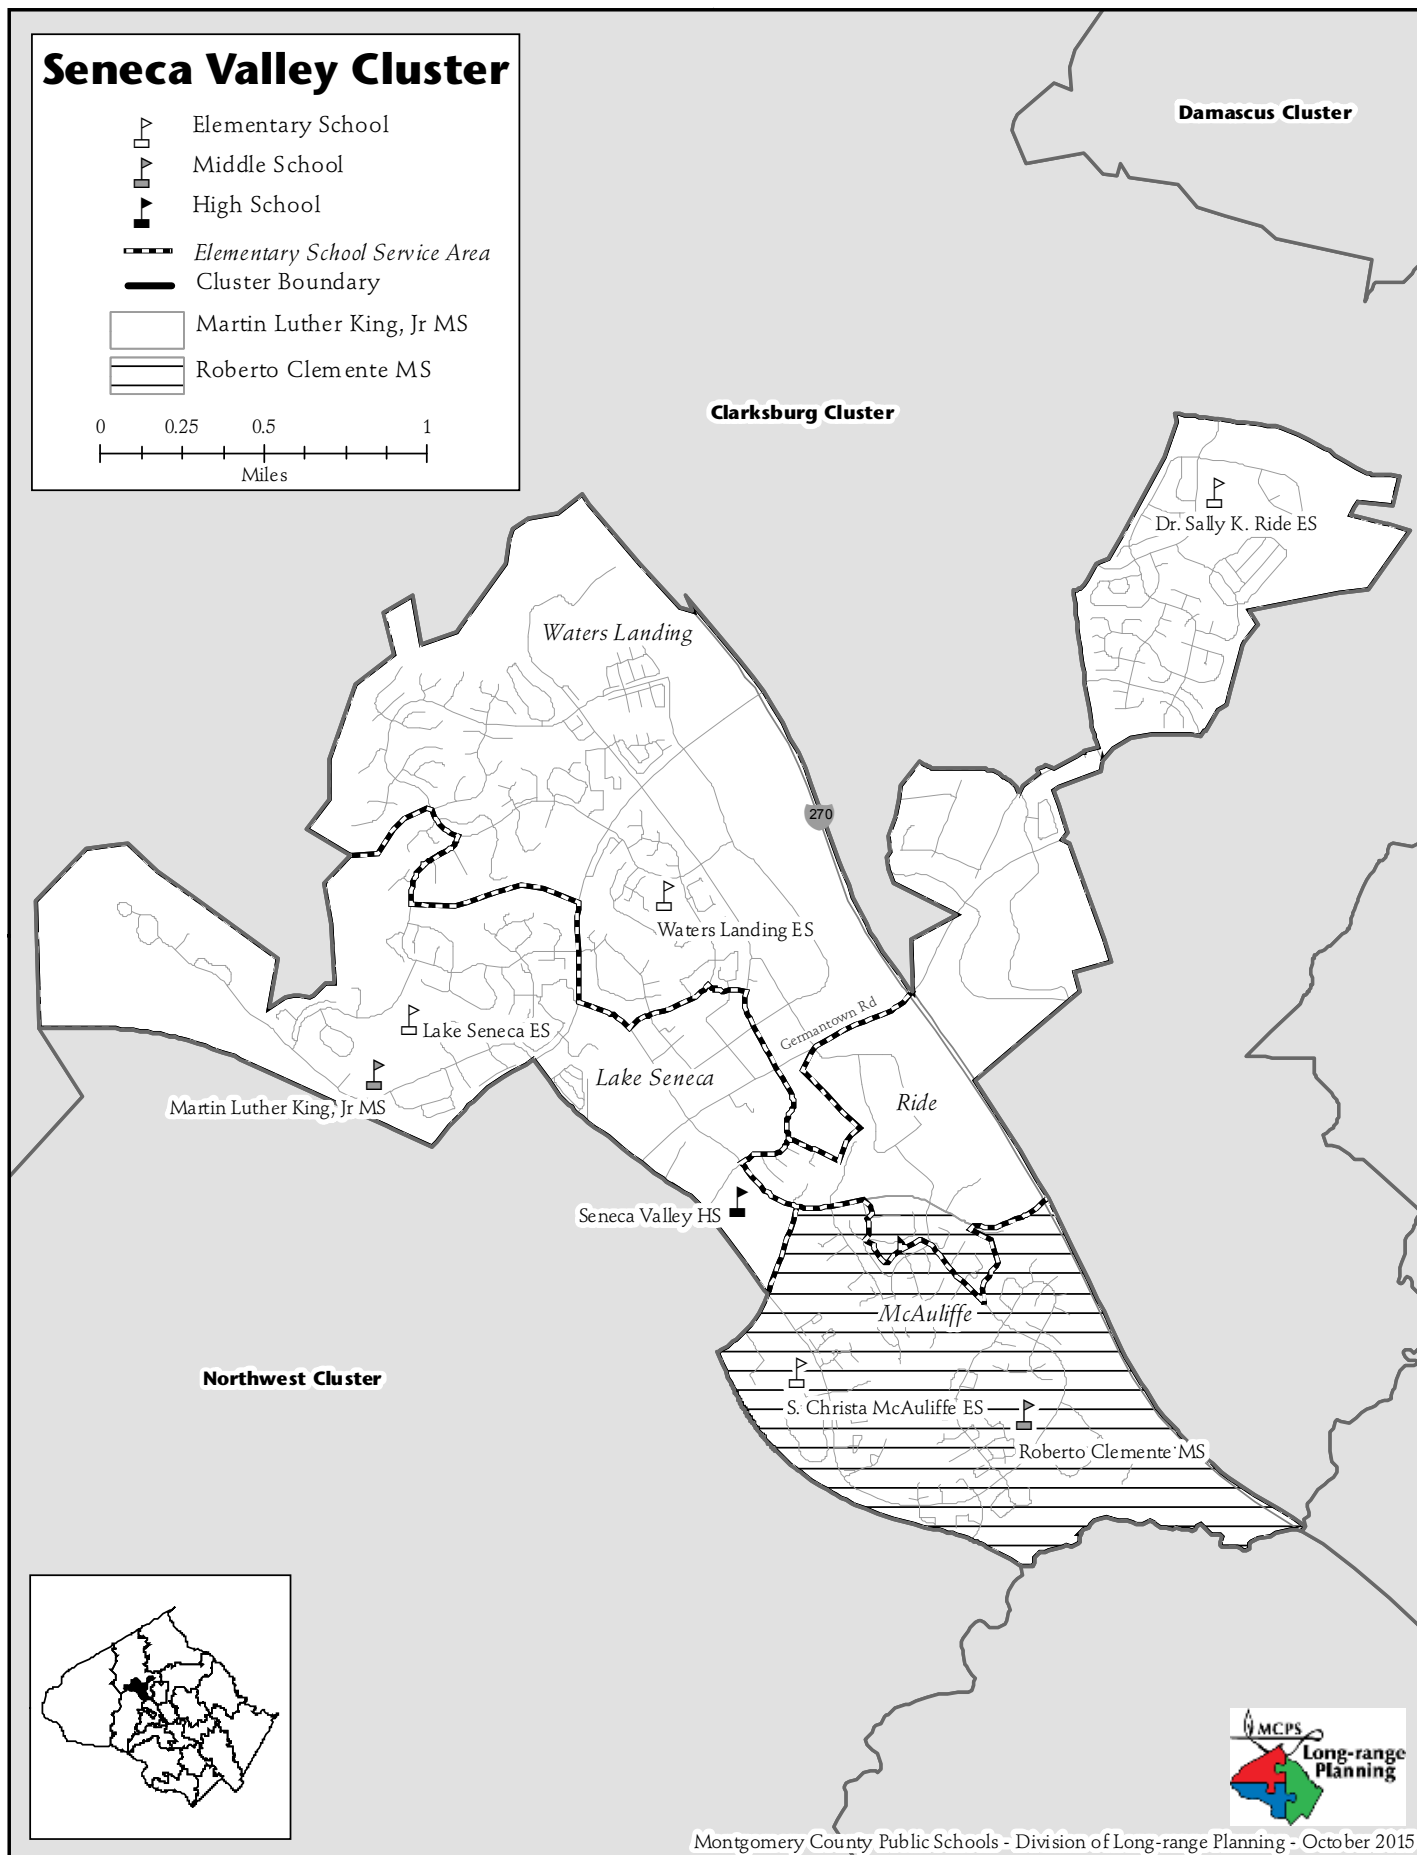 Seneca Valley Cluster
Elementary School
Middle School
High School
Elementary School Service Area
Cluster Boundary
Martin Luther King, Jr MS
Roberto Clemente MS
0 0.25 0.5 1
Miles
Damascus Cluster
Clarksburg Cluster
Dr. Sally K. Ride ES
Waters Landing
270
Waters Landing ES
Germantown Rd
Lake Seneca ES
Lake Seneca
Ride
Martin Luther King, Jr MS
Seneca Valley HS
McAuliffe
Northwest Cluster
S. Christa McAuliffe ES
Roberto Clemente MS
MCPS
Long-range
Planning
Montgomery County Public Schools - Division of Long-range Planning - October 2015